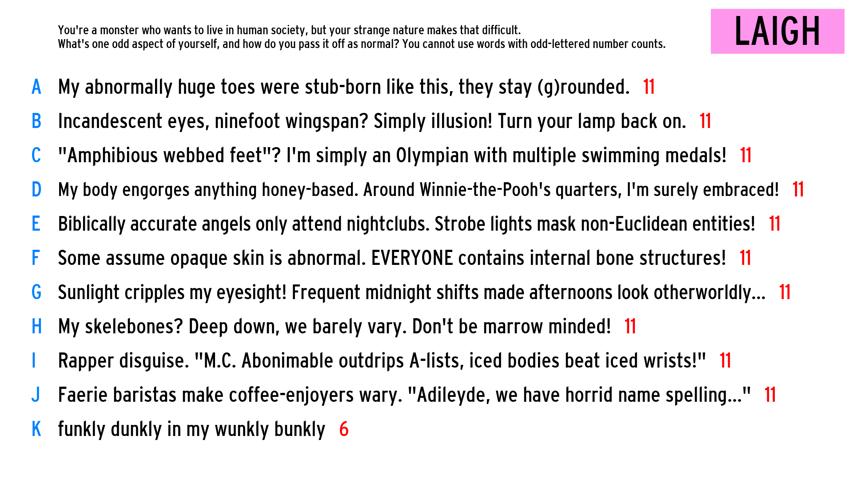 You're a monster who wants to live in human society, but your strange nature makes that difficult.
What's one odd aspect of yourself, and how do you pass it off as normal? You cannot use words with odd-lettered number counts.
LAIGH
A My abnormally huge toes were stub-born like this, they stay (g)rounded. 11
B Incandescent eyes, ninefoot wingspan? Simply illusion! Turn your lamp back on. 11
C "Amphibious webbed feet"? I'm simply an Olympian with multiple swimming medals! 11
D My body engorges anything honey-based. Around Winnie-the-Pooh's quarters, I'm surely embraced! 11
E Biblically accurate angels only attend nightclubs. Strobe lights mask non-Euclidean entities! 11
F Some assume opaque skin is abnormal. EVERYONE contains internal bone structures! 11
G Sunlight cripples my eyesight! Frequent midnight shifts made afternoons look otherworldly... 11
H My skelebones? Deep down, we barely vary. Don't be marrow minded! 11
I Rapper disguise. "M.C. Abonimable outdrips A-lists, iced bodies beat iced wrists!" 11
J Faerie baristas make coffee-enjoyers wary. "Adileyde, we have horrid name spelling..." 11
K funkly dunkly in my wunkly bunkly 6